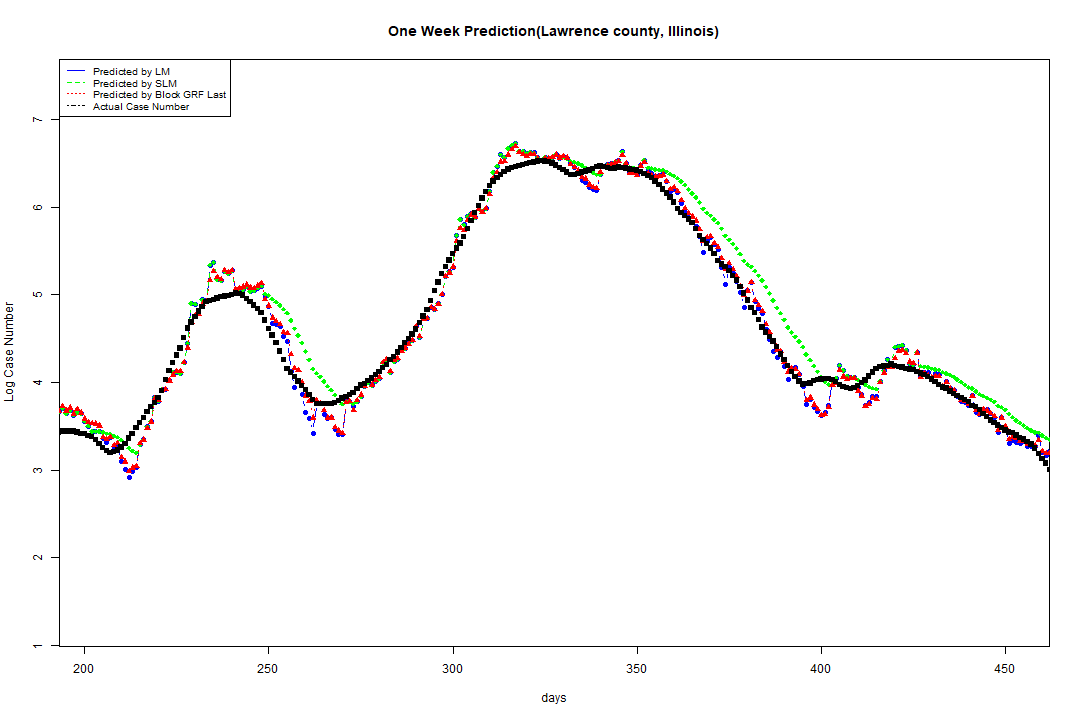 One Week Prediction(Lawrence county, Illinois)
Predicted by LM
Predicted by SLM
Predicted by Block GRF Last
Actual Case Number
7
6
5
4
3
2
1
Log Case Number
200 250 300 350 400 450
days